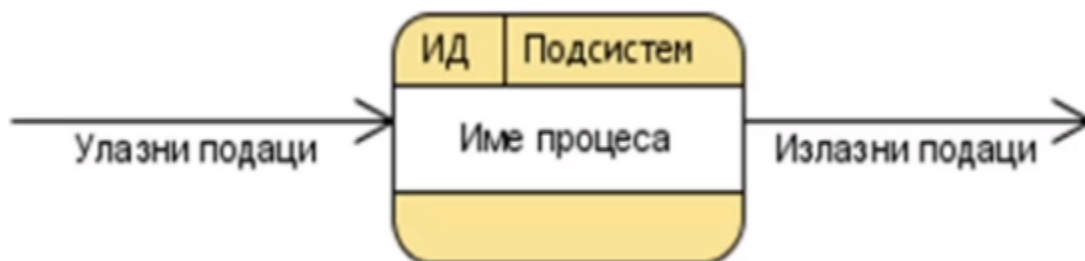 ИД Подсистем
Улазни подаци
Име процеса
Излазни подаци